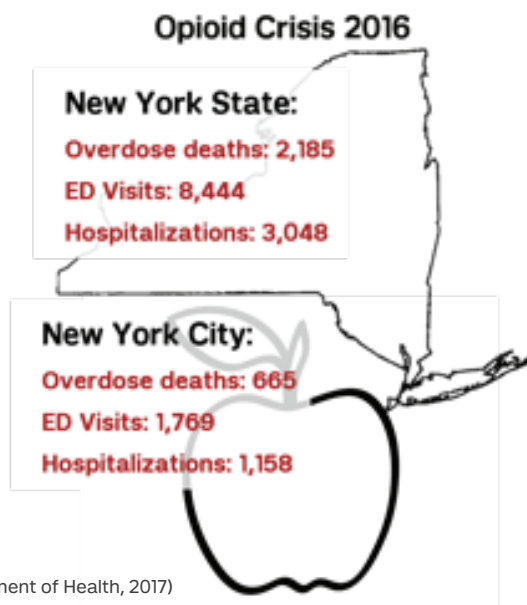 Opioid Crisis 2016
New York State:
Overdose deaths: 2,185
ED Visits: 8,444
Hospitalizations: 3,048
New York City:
Overdose deaths: 665
ED Visits: 1,769
Hospitalizations: 1,158
ment of Health, 2017)